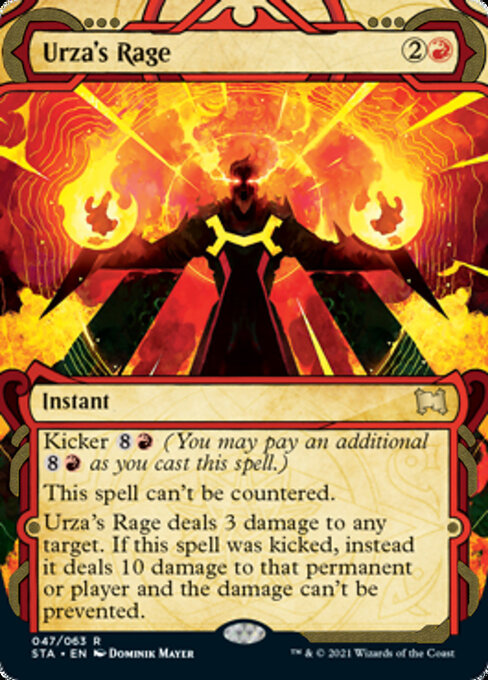 Urza's Rage 2
Instant
Kicker 8 (You may pay an additional
8 as you cast this spell.)
This spell can't be countered.
Urza's Rage deals 3 damage to any
target. If this spell was kicked, instead
it deals 10 damage to that permanent
or player and the damage can't be
prevented.
047/063 R
STA • EN Dominik Mayer
™ & © 2021 Wizards of the Coast